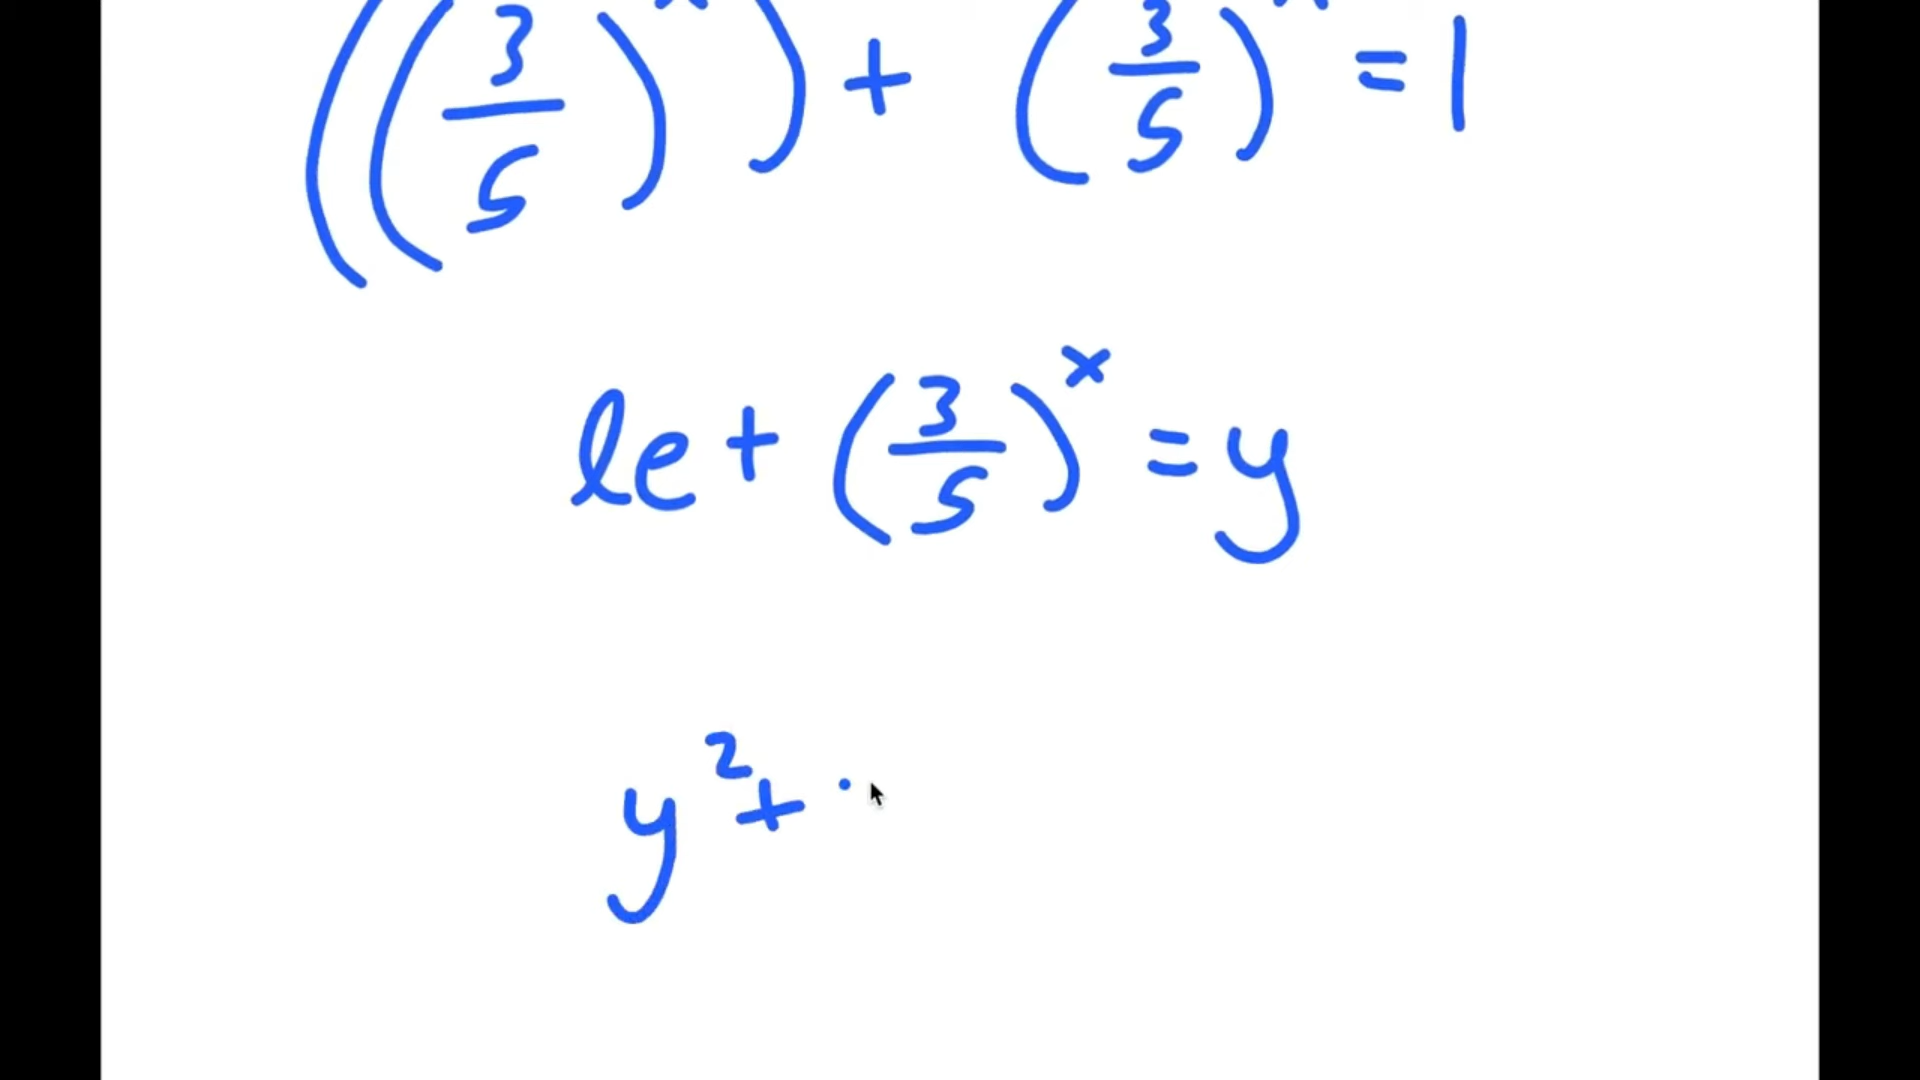 ((3/5)^x) + (3/5)^x = 1
let (3/5)^x = y
y^2 +